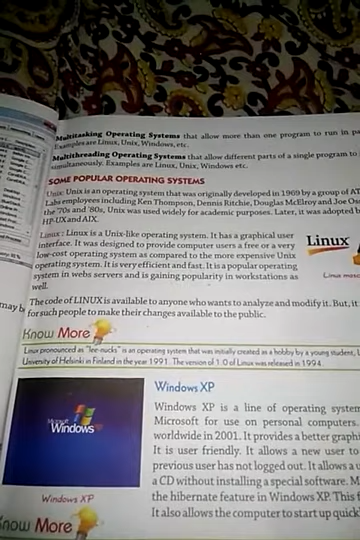 Multitasking Operating Systems that allow more than one program to run in pa
Examples are Linux, Unix, Windows, etc.
Multithreading Operating Systems that allow different parts of a single program to
simultaneously. Examples are Linux, Unix, Windows etc.
SOME POPULAR OPERATING SYSTEMS
Unix: Unix is an operating system that was originally developed in 1969 by a group of AT
Labs employees including Ken Thompson, Dennis Ritchie, Douglas McElroy and Joe Os
the '70s and '80s, Unix was widely used for academic purposes. Later, it was adopted b
HP-UX and AIX.
Linux : Linux is a Unix-like operating system. It has a graphical user
interface. It was designed to provide computer users a free or a very
low-cost operating system as compared to the more expensive Unix
operating system. It is very efficient and fast. It is a popular operating
system in webs servers and is gaining popularity in workstations as
well.
Linux
Linux masc
The code of LINUX is available to anyone who wants to analyze and modify it. But, it
for such people to make their changes available to the public.
may b
Know More
Linux pronounced as "lee-nucks" is an operating system that was initially created as a hobby by a young student, L
University of Helsinki in Finland in the year 1991. The version of 1.0 of Linux was released in 1994.
Microsoft
Windows xp
Windows XP
Windows XP
Windows XP is a line of operating system
Microsoft for use on personal computers.
worldwide in 2001. It provides a better graphi
It is user friendly. It allows a new user to
previous user has not logged out. It allows a u
a CD without installing a special software. M
the hibernate feature in Windows XP. This f
It also allows the computer to start up quick
Know More